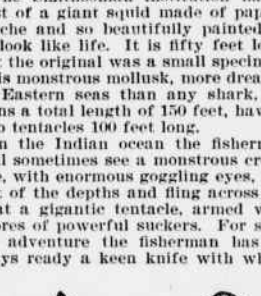 st of a giant squid made of pap
che and so beautifully painted
look like life. It is fifty feet lo
the original was a small specim
is monstrous mollusk, more drea
Eastern seas than any shark,
ns a total length of 150 feet, hav
o tentacles 100 feet long.
n the Indian ocean the fisherm
l sometimes see a monstrous cr
e, with enormous goggling eyes,
t of the depths and fling across
at a gigantic tentacle, armed w
ores of powerful suckers. For s
adventure the fisherman has
ys ready a keen knife with wh